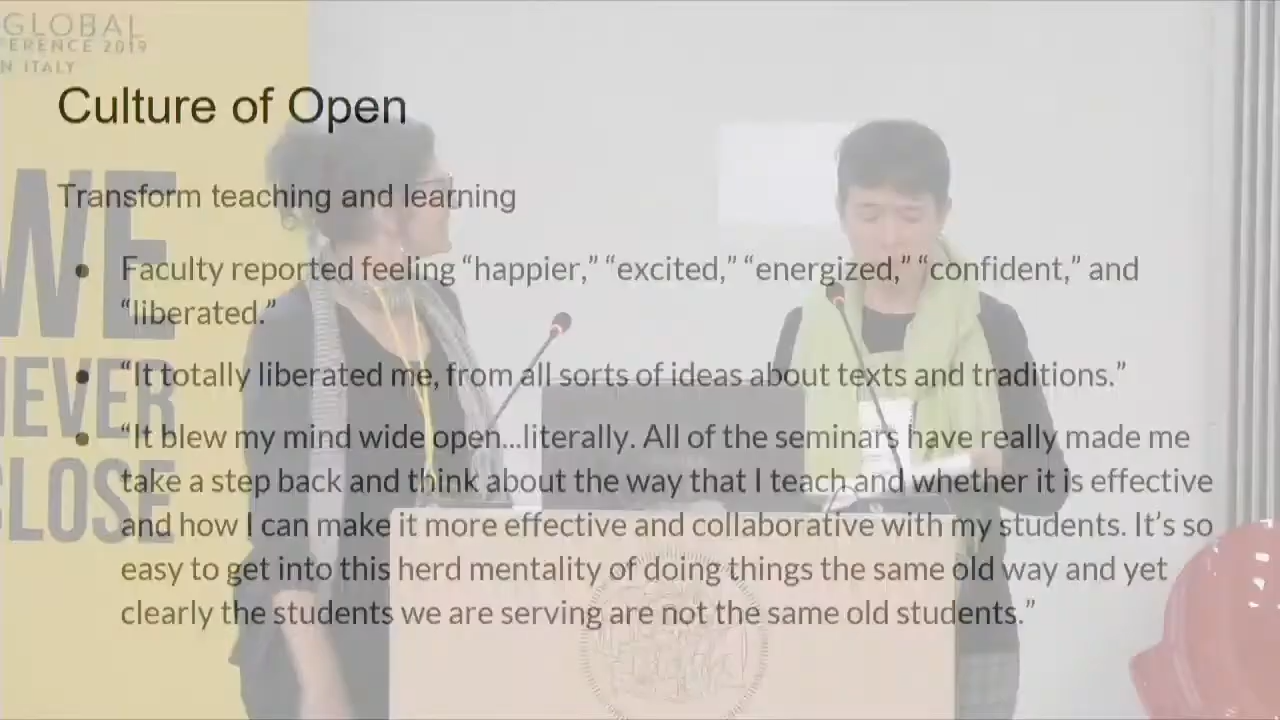 GLOBAL
FERENCE 2019
N ITALY
Culture of Open
Transform teaching and learning
WE
NEVER
CLOSE
• Faculty reported feeling “happier,” “excited,” “energized,” “confident,” and
“liberated.”
• “It totally liberated me, from all sorts of ideas about texts and traditions.”
• “It blew my mind wide open...literally. All of the seminars have really made me
take a step back and think about the way that I teach and whether it is effective
and how I can make it more effective and collaborative with my students. It’s so
easy to get into this herd mentality of doing things the same old way and yet
clearly the students we are serving are not the same old students.”